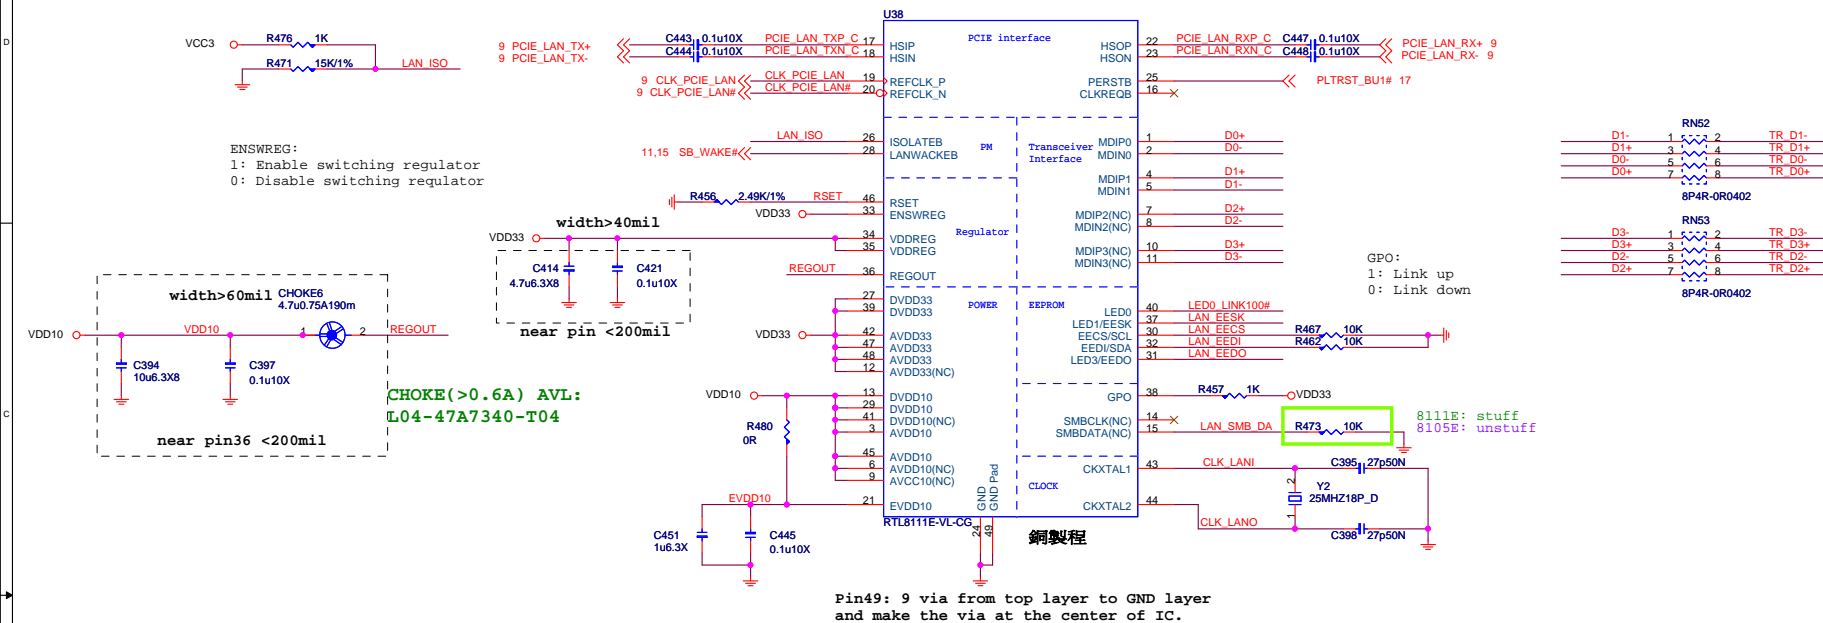 D
C
VCC3
R476 1K
R471 15K/1%
LAN_ISO
ENSWREG:
1: Enable switching regulator
0: Disable switching requlator
9 PCIE_LAN_TX+
9 PCIE_LAN_TX-
C443 0.1u10X PCIE_LAN_TXP_C 17
C444 0.1u10X PCIE_LAN_TXN_C 18
9 CLK_PCIE_LAN CLK_PCIE_LAN 19
9 CLK_PCIE_LAN# CLK_PCIE_LAN# 20
LAN_ISO 26
11,15 SB_WAKE# 28
R456 2.49K/1% RSET 46
VDD33 33
width>40mil
VDD33 34
35
C414
4.7u6.3X8
C421
0.1u10X
near pin <200mil
REGOUT 36
width>60mil CHOKE6
4.7u0.75A190m
VDD10 VDD10 1 2 REGOUT
C394
10u6.3X8
C397
0.1u10X
near pin36 <200mil
CHOKE(>0.6A) AVL:
L04-47A7340-T04
27
39
VDD33 42
47
48
12
VDD10 13
29
41
3
R480
0R
45
6
9
EVDD10 21
C451
1u6.3X
C445
0.1u10X
U38
PCIE interface
HSIP HSOP
HSIN HSON
REFCLK_P PERSTB
REFCLK_N CLKREQB
ISOLATEB PM
LANWACKEB
Transceiver
Interface
MDIP0
MDIN0
MDIP1
MDIN1
MDIP2(NC)
MDIN2(NC)
MDIP3(NC)
MDIN3(NC)
RSET
ENSWREG
Regulator
VDDREG
VDDREG
REGOUT
POWER EEPROM
DVDD33
DVDD33
AVDD33
AVDD33
AVDD33
AVDD33(NC)
LED0
LED1/EESK
EECS/SCL
EEDI/SDA
LED3/EEDO
DVDD10
DVDD10
DVDD10(NC)
AVDD10
GPO
SMBCLK(NC)
SMBDATA(NC)
AVDD10
AVDD10(NC)
AVCC10(NC)
EVDD10
CKXTAL1
CLOCK
CKXTAL2
GND
GND Pad
24
49
RTL8111E-VL-CG
銅製程
Pin49: 9 via from top layer to GND layer
and make the via at the center of IC.
22 PCIE_LAN_RXP_C C447 0.1u10X PCIE_LAN_RX+ 9
23 PCIE_LAN_RXN_C C448 0.1u10X PCIE_LAN_RX- 9
25 PLTRST_BU1# 17
16
1 D0+
2 D0-
4 D1+
5 D1-
7 D2+
8 D2-
10 D3+
11 D3-
GPO:
1: Link up
0: Link down
40 LED0_LINK100#
37 LAN_EESK
30 LAN_EECS R467 10K
32 LAN_EEDI R462 10K
31 LAN_EEDO
38 R457 1K VDD33
14
15 LAN_SMB_DA R473 10K
8111E: stuff
8105E: unstuff
43 CLK_LANI C395 27p50N
2
Y2
25MHZ18P_D
1
44 CLK_LANO C398 27p50N
RN52
D1- 1 2 TR_D1-
D1+ 3 4 TR_D1+
D0- 5 6 TR_D0-
D0+ 7 8 TR_D0+
8P4R-0R0402
RN53
D3- 1 2 TR_D3-
D3+ 3 4 TR_D3+
D2- 5 6 TR_D2-
D2+ 7 8 TR_D2+
8P4R-0R0402